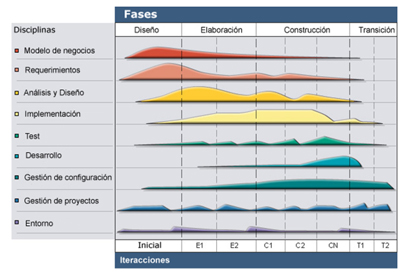 Fases
Disciplinas
Diseño Elaboración Construcción Transición
Modelo de negocios
Requerimientos
Análisis y Diseño
Implementación
Test
Desarrollo
Gestión de configuración
Gestión de proyectos
Entorno
Inicial E1 E2 C1 C2 CN T1 T2
Iteracciones